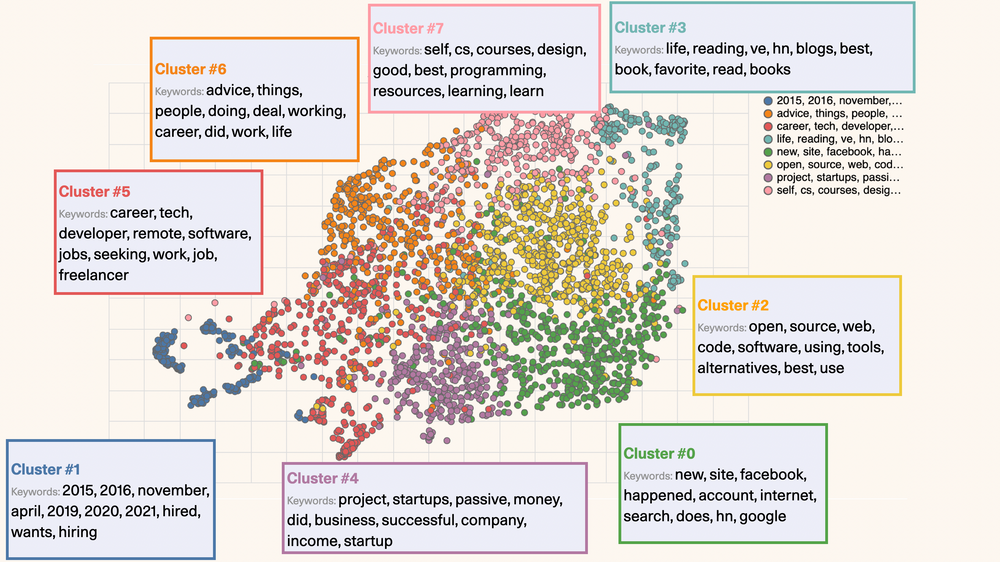 Cluster #7
Keywords: self, cs, courses, design,
good, best, programming,
resources, learning, learn
Cluster #3
Keywords: life, reading, ve, hn, blogs, best,
book, favorite, read, books
Cluster #6
Keywords: advice, things,
people, doing, deal, working,
career, did, work, life
2015, 2016, november,...
advice, things, people, ...
career, tech, developer,...
life, reading, ve, hn, blo...
new, site, facebook, ha...
open, source, web, cod...
project, startups, passi...
self, cs, courses, desig...
Cluster #5
Keywords: career, tech,
developer, remote, software,
jobs, seeking, work, job,
freelancer
Cluster #2
Keywords: open, source, web,
code, software, using, tools,
alternatives, best, use
Cluster #1
Keywords: 2015, 2016, november,
april, 2019, 2020, 2021, hired,
wants, hiring
Cluster #4
Keywords: project, startups, passive, money,
did, business, successful, company,
income, startup
Cluster #0
Keywords: new, site, facebook,
happened, account, internet,
search, does, hn, google